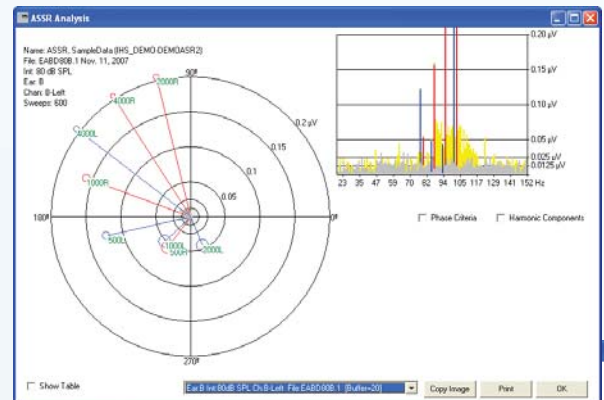 ASSR Analysis
Name: ASSR, SampleData (IHS_DEMO-DEMOASR2)
File: EABD80B.1 Nov. 11, 2007
Int: 80 dB SPL
Ear: B
Chan: B-Left
Sweeps: 600
90°
2000R
4000R
4000L
1000R
500L
1000L
500R
2000L
180°
0°
270°
0.2 µV
0.15
0.1
0.05
0.20 µV
0.15 µV
0.10 µV
0.05 µV
0.025 µV
0.0125 µV
23 35 47 59 70 82 94 105 117 129 141 152 Hz
Phase Criteria
Harmonic Components
Show Table
Ear:B Int:80dB SPL Ch:B-Left File:EABD80B.1 (Buffer=20)
Copy Image
Print
OK